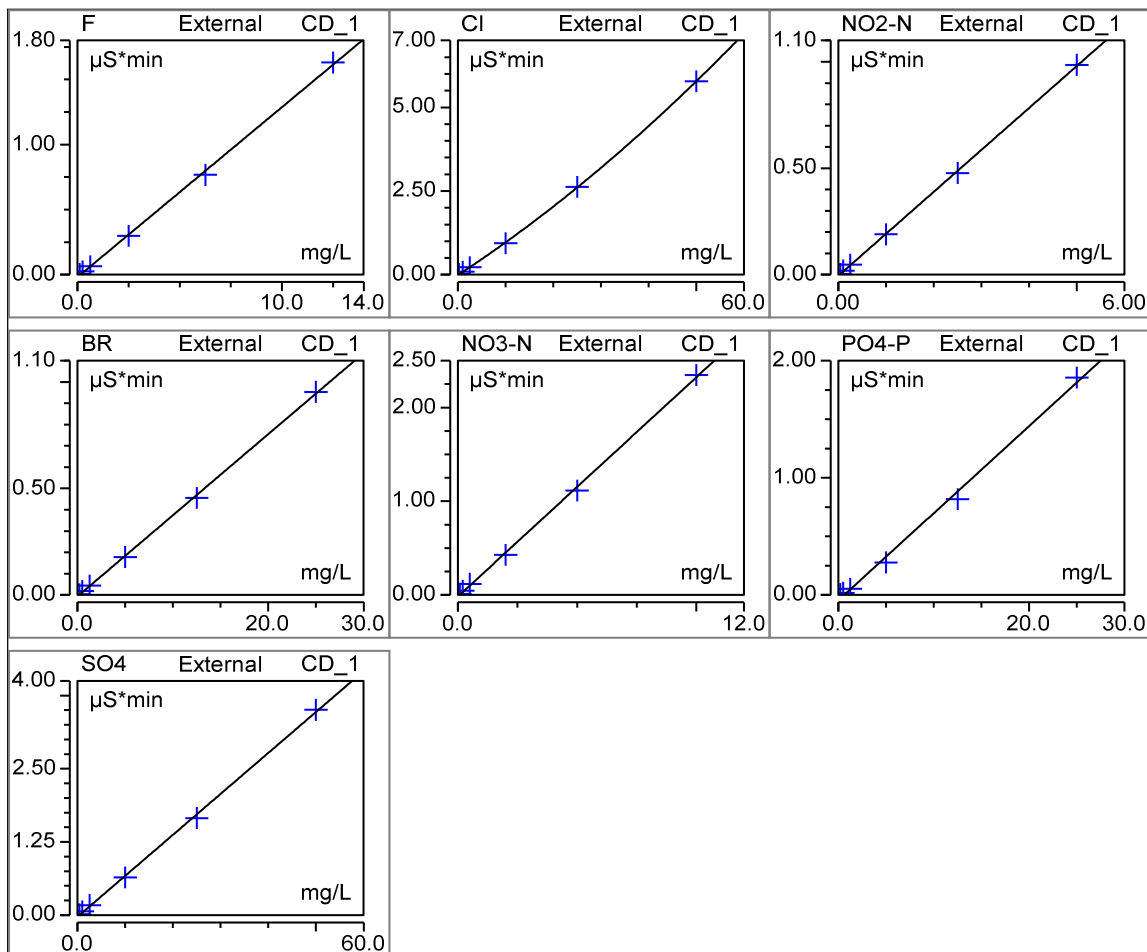 F External CD_1
1.80
µS*min
1.00
mg/L
0.00
0.0 10.0 14.0
Cl External CD_1
7.00
µS*min
5.00
2.50
mg/L
0.00
0.0 60.0
NO2-N External CD_1
1.10
µS*min
0.50
mg/L
0.00
0.00 6.00
BR External CD_1
1.10
µS*min
0.50
mg/L
0.00
0.0 20.0 30.0
NO3-N External CD_1
2.50
µS*min
2.00
1.00
mg/L
0.00
0.0 12.0
PO4-P External CD_1
2.00
µS*min
1.00
mg/L
0.00
0.0 20.0 30.0
SO4 External CD_1
4.00
µS*min
2.50
1.25
mg/L
0.00
0.0 60.0